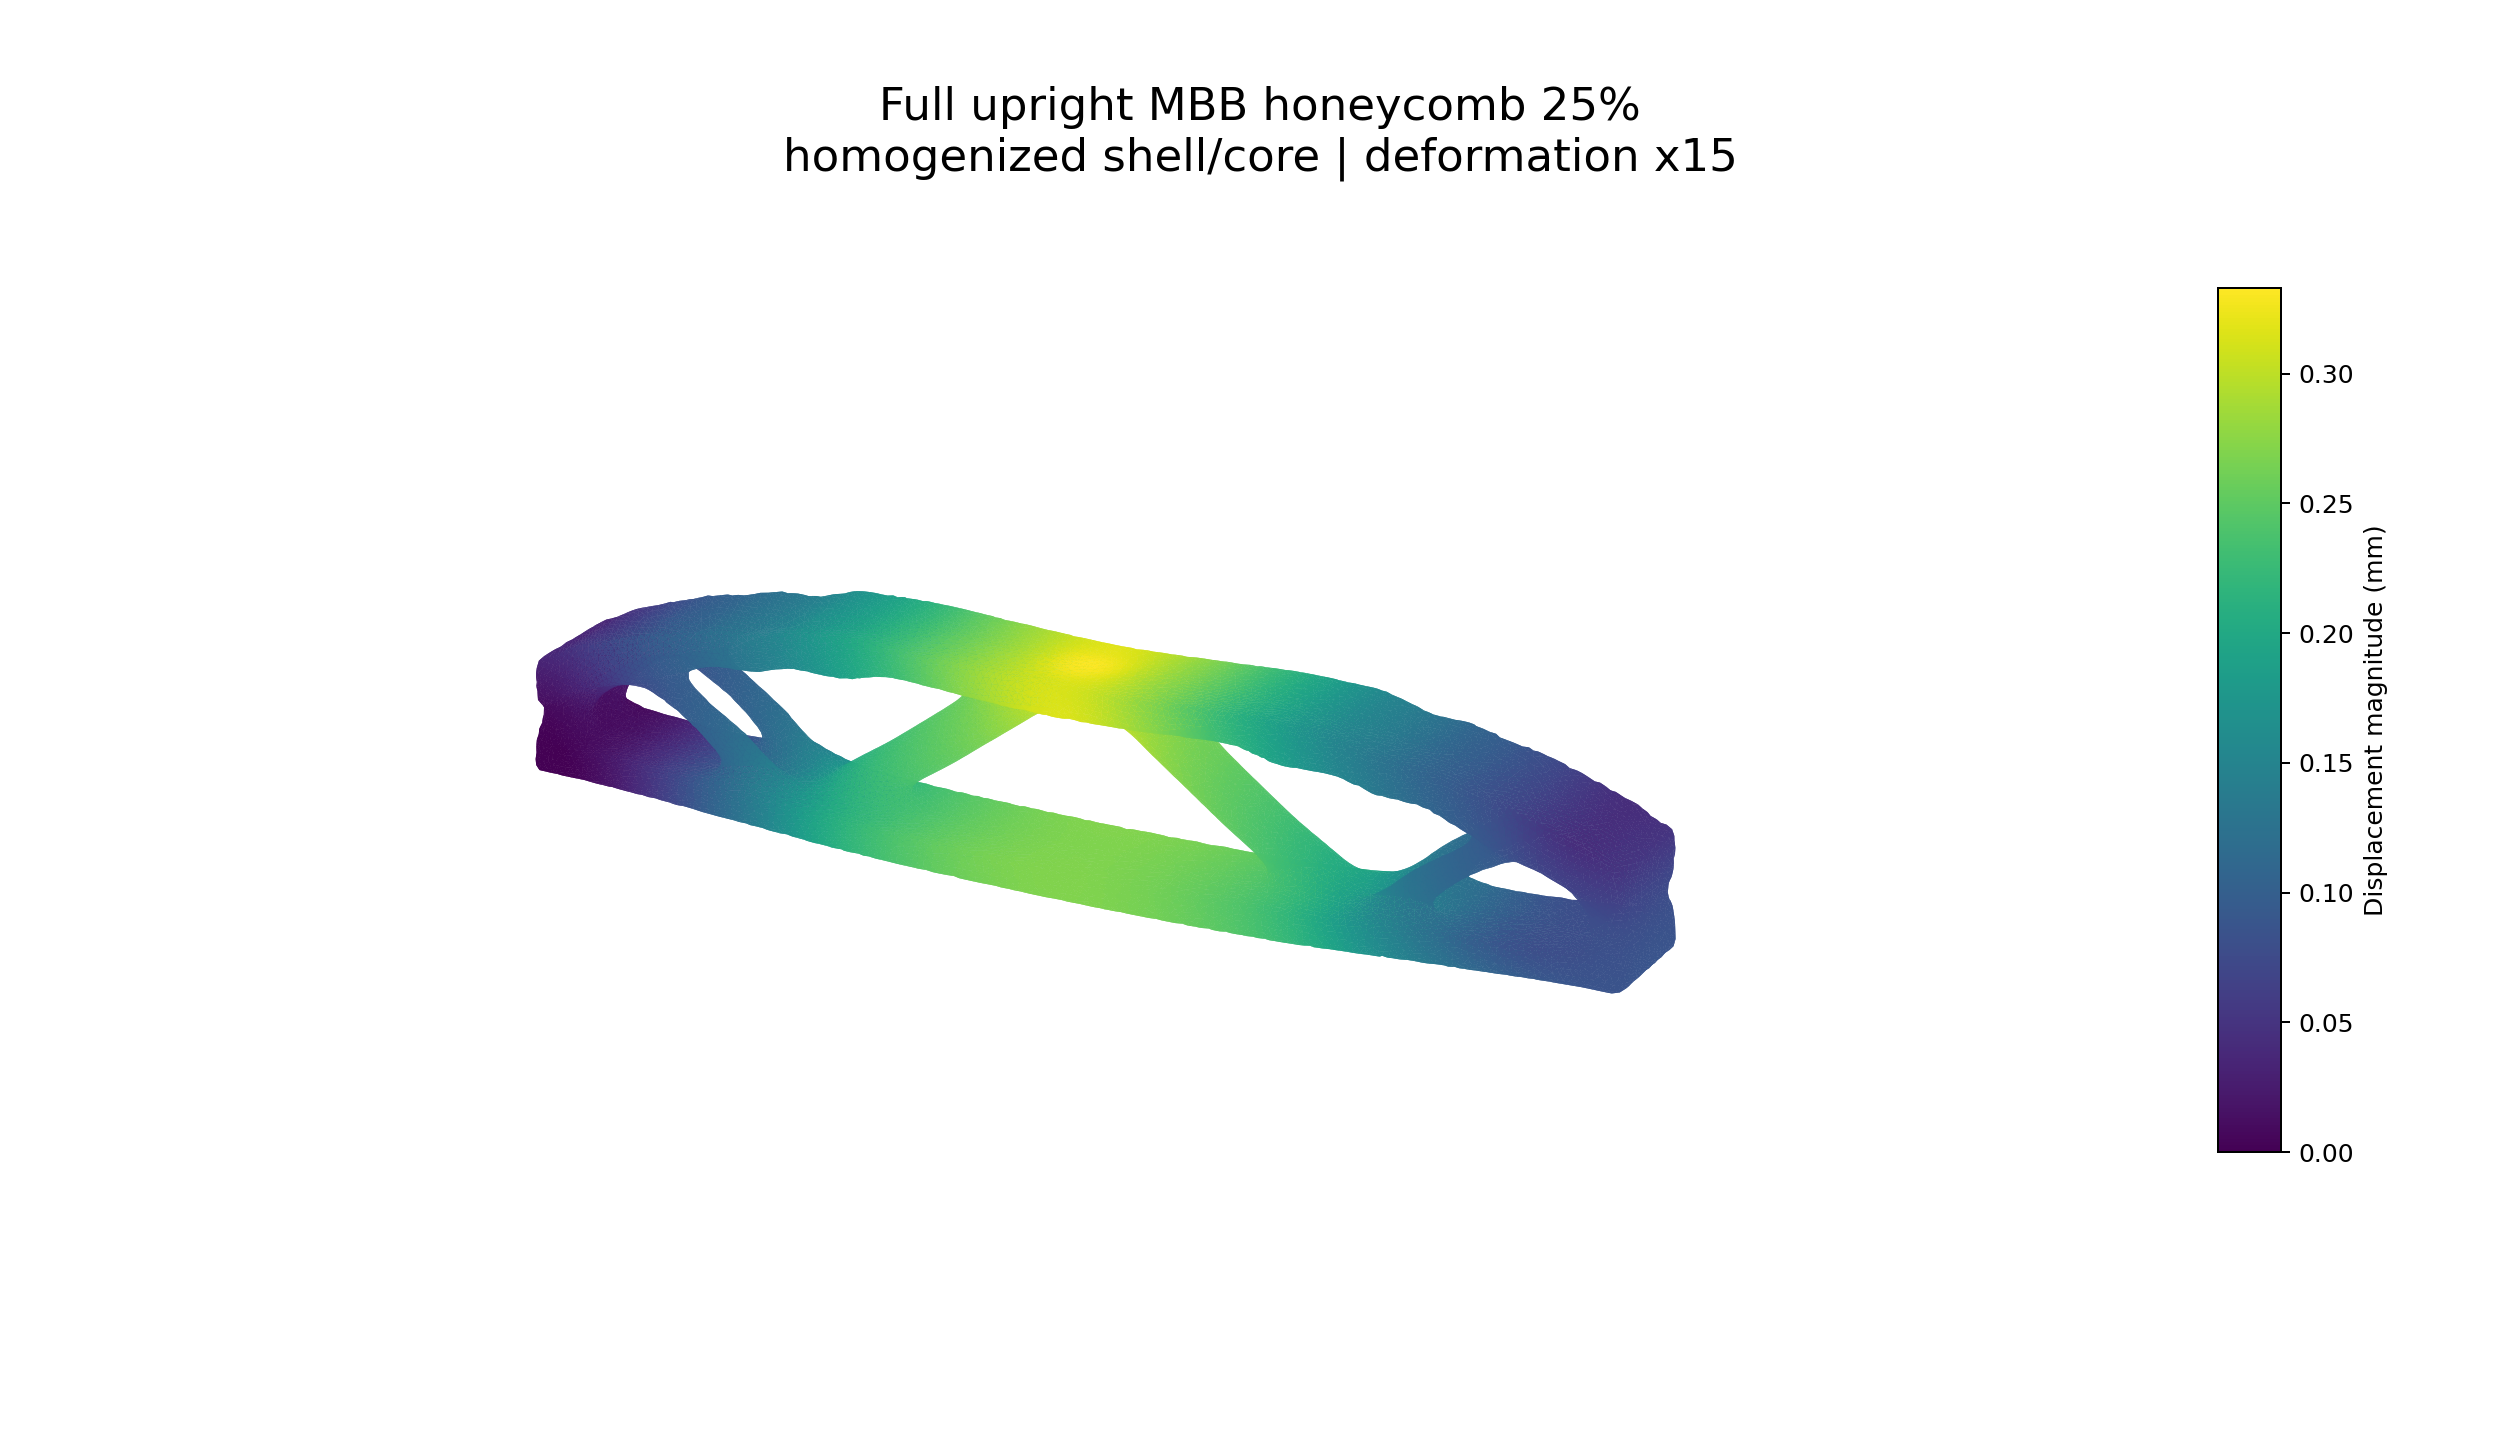 Full upright MBB honeycomb 25%
homogenized shell/core | deformation x15
0.30
0.25
0.20
0.15
0.10
0.05
0.00
Displacement magnitude (mm)